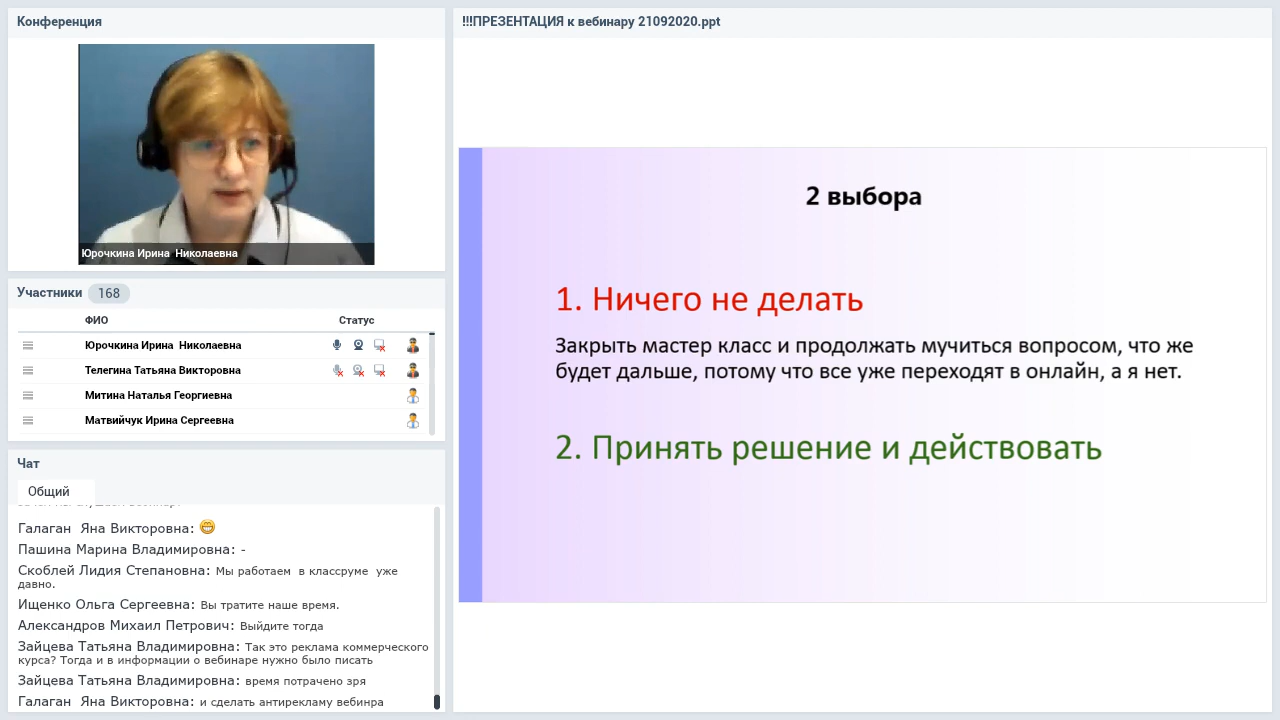 Конференция
Юрочкина Ирина  Николаевна
Участники 168
ФИО Статус
Юрочкина Ирина  Николаевна
Телегина Татьяна Викторовна
Митина Наталья Георгиевна
Матвийчук Ирина Сергеевна
Чат
Общий
Галаган  Яна Викторовна:
Пашина Марина Владимировна: -
Скоблей Лидия Степановна: Мы работаем  в классруме  уже
давно.
Ищенко Ольга Сергеевна: Вы тратите наше время.
Александров Михаил Петрович: Выйдите тогда
Зайцева Татьяна Владимировна: Так это реклама коммерческого
курса? Тогда и в информации о вебинаре нужно было писать
Зайцева Татьяна Владимировна: время потрачено зря
Галаган  Яна Викторовна: и сделать антирекламу вебинра
!!!ПРЕЗЕНТАЦИЯ к вебинару 21092020.ppt
2 выбора
1. Ничего не делать
Закрыть мастер класс и продолжать мучиться вопросом, что же
будет дальше, потому что все уже переходят в онлайн, а я нет.
2. Принять решение и действовать